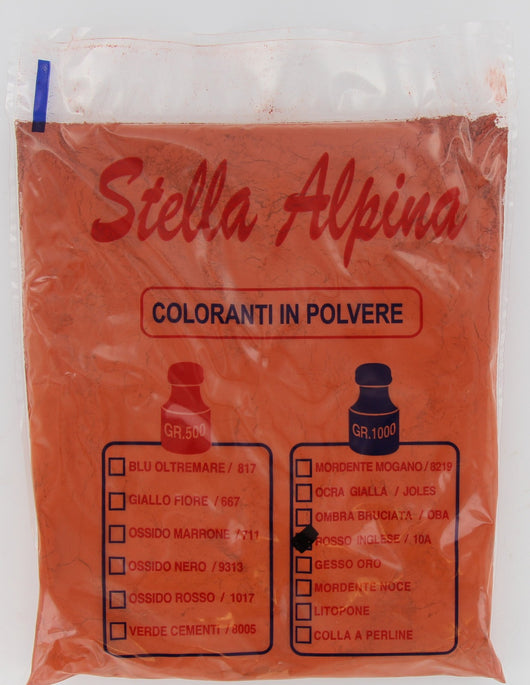 Stella Alpina
COLORANTI IN POLVERE
GR.500
BLU OLTREMARE / 817
GIALLO FIORE / 667
OSSIDO MARRONE /711
OSSIDO NERO / 9313
OSSIDO ROSSO / 1017
VERDE CEMENTI / 8005
GR.1000
MORDENTE MOGANO / 8219
OCRA GIALLA / JOLES
OMBRA BRUCIATA / OBA
ROSSO INGLESE / 10A
GESSO ORO
MORDENTE NOCE
LITOPONE
COLLA A PERLINE